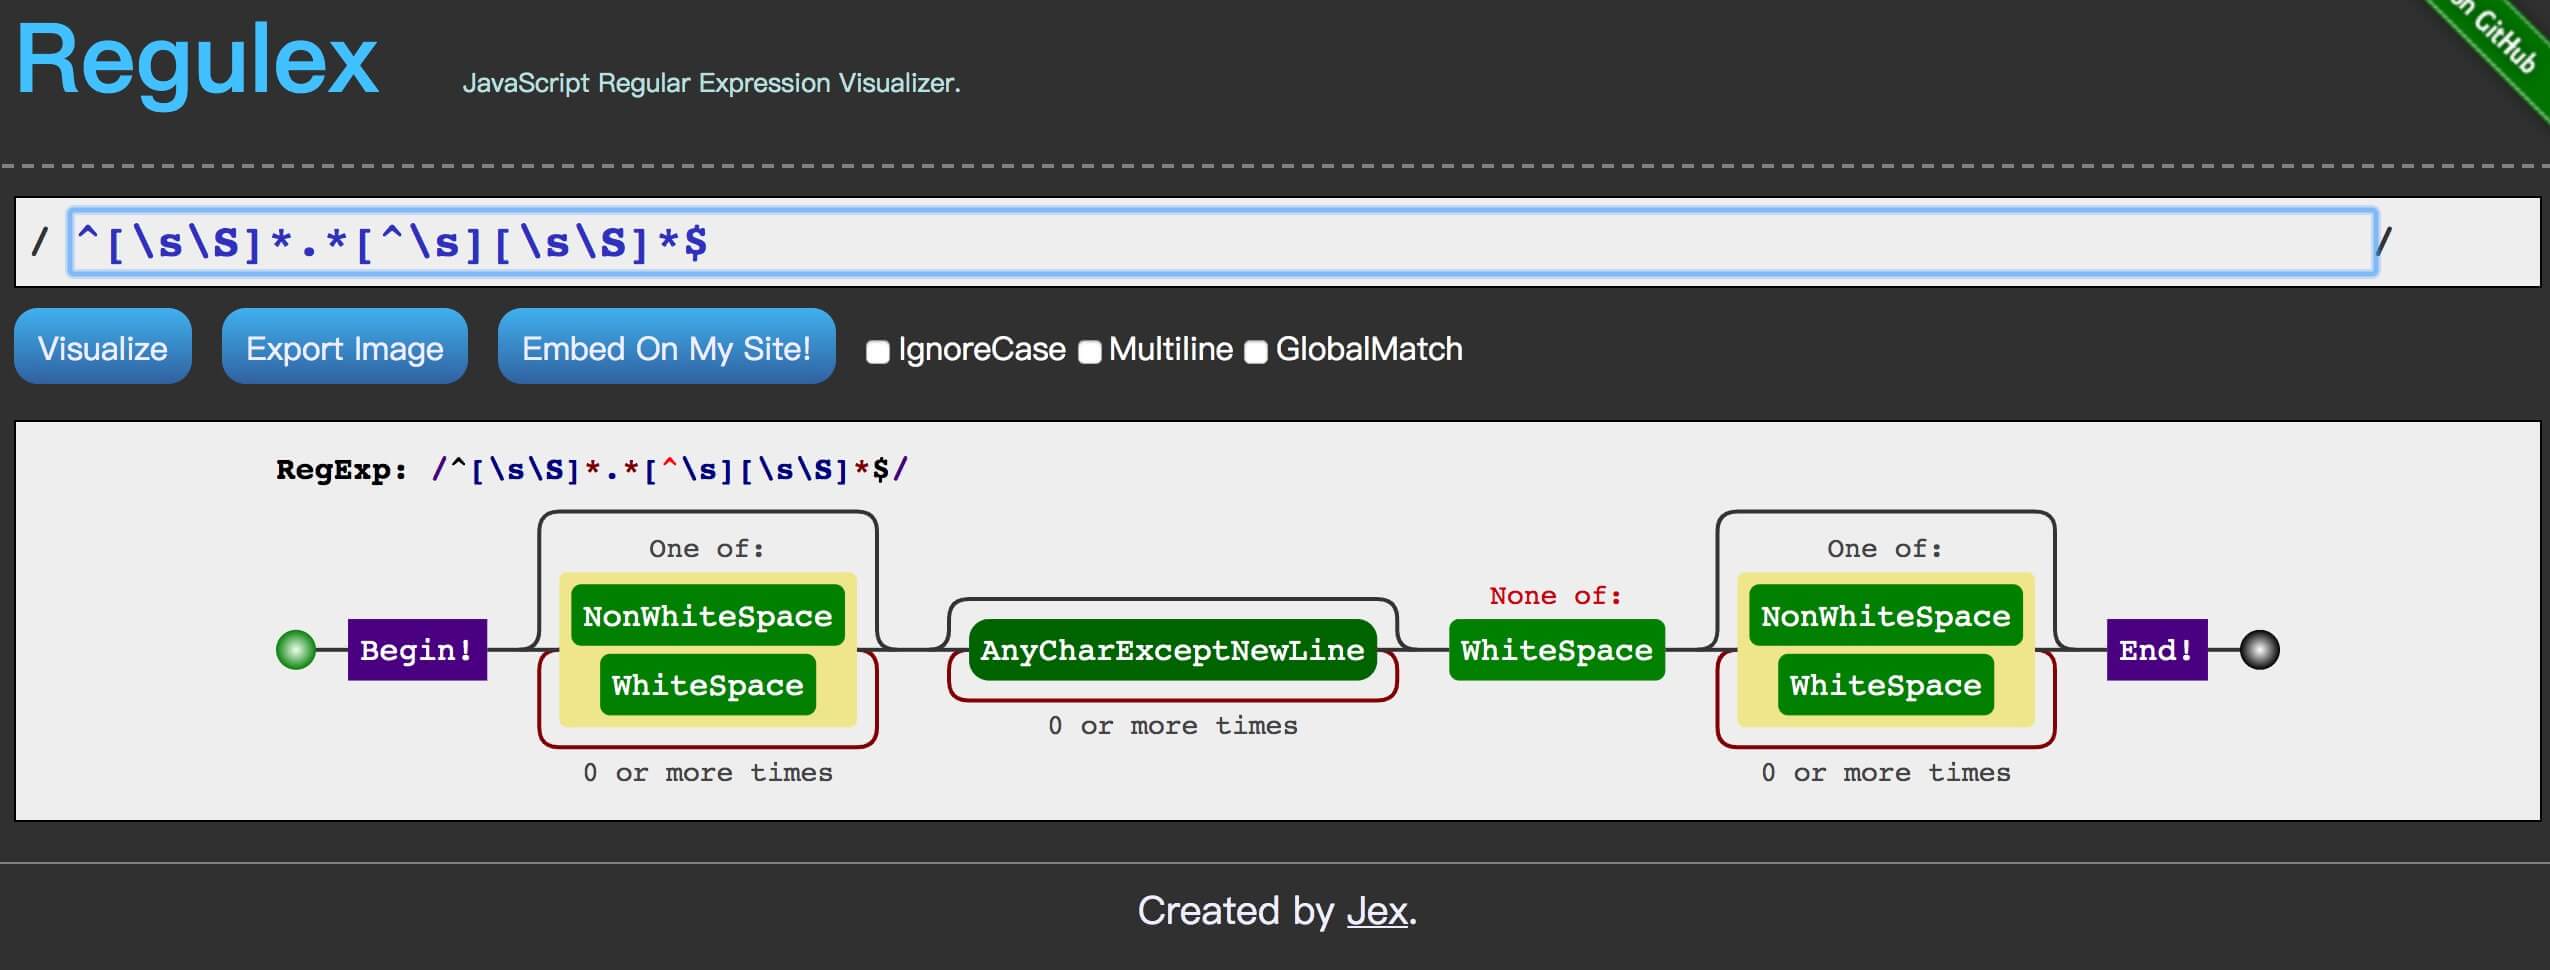 Regulex
JavaScript Regular Expression Visualizer.
on GitHub
/ ^[\s\S]*.*[^\s][\s\S]*$ /
Visualize Export Image Embed On My Site! IgnoreCase Multiline GlobalMatch
RegExp: /^[\s\S]*.*[^\s][\s\S]*$/
One of: One of:
None of:
NonWhiteSpace NonWhiteSpace
Begin! AnyCharExceptNewLine WhiteSpace End!
WhiteSpace WhiteSpace
0 or more times
0 or more times 0 or more times
Created by Jex.